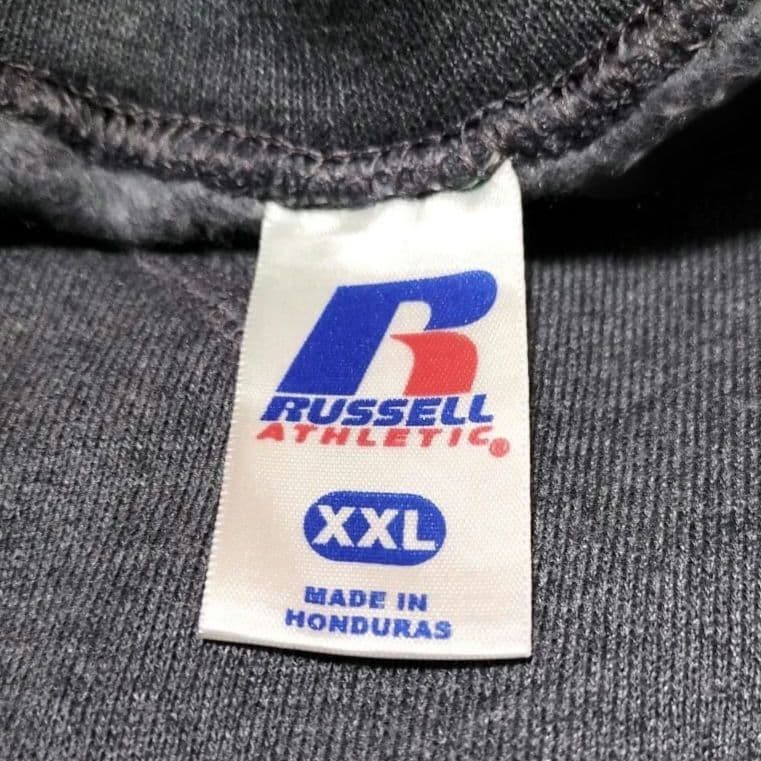 RUSSELL
ATHLETIC®
XXL
MADE IN
HONDURAS